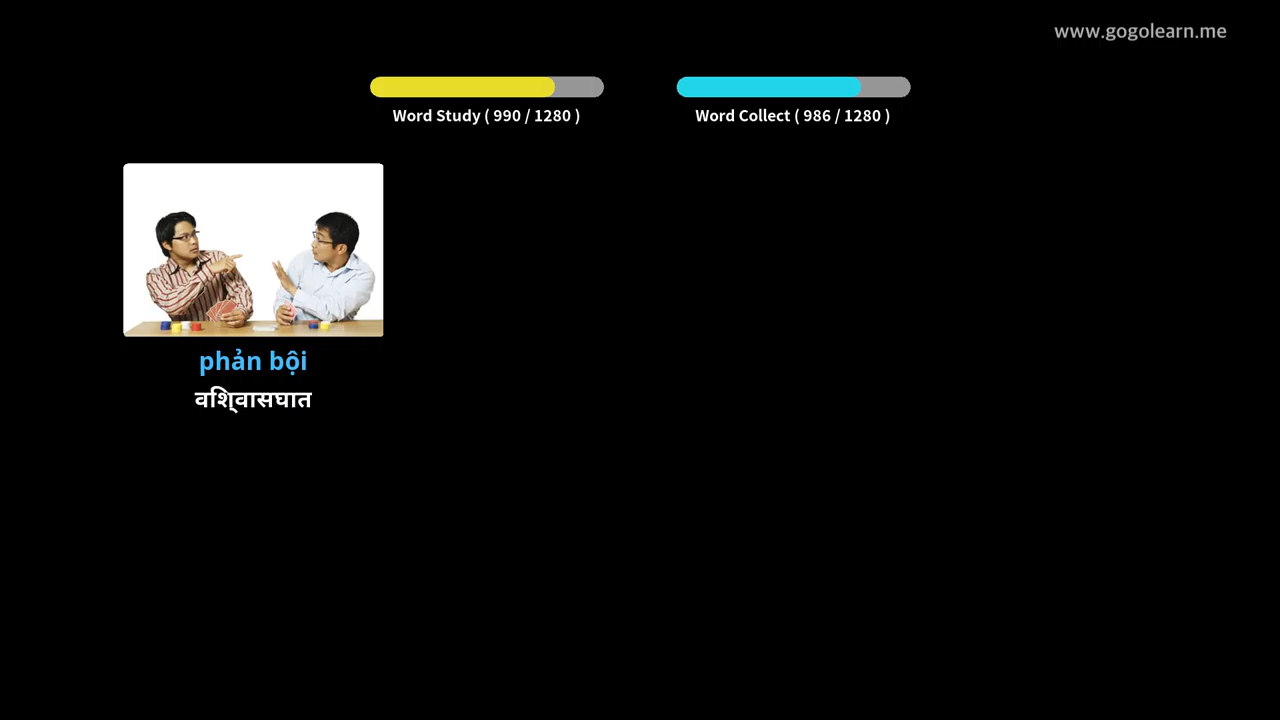 www.gogolearn.me
Word Study ( 990 / 1280 )
Word Collect ( 986 / 1280 )
phản bội
वशि्वासघात